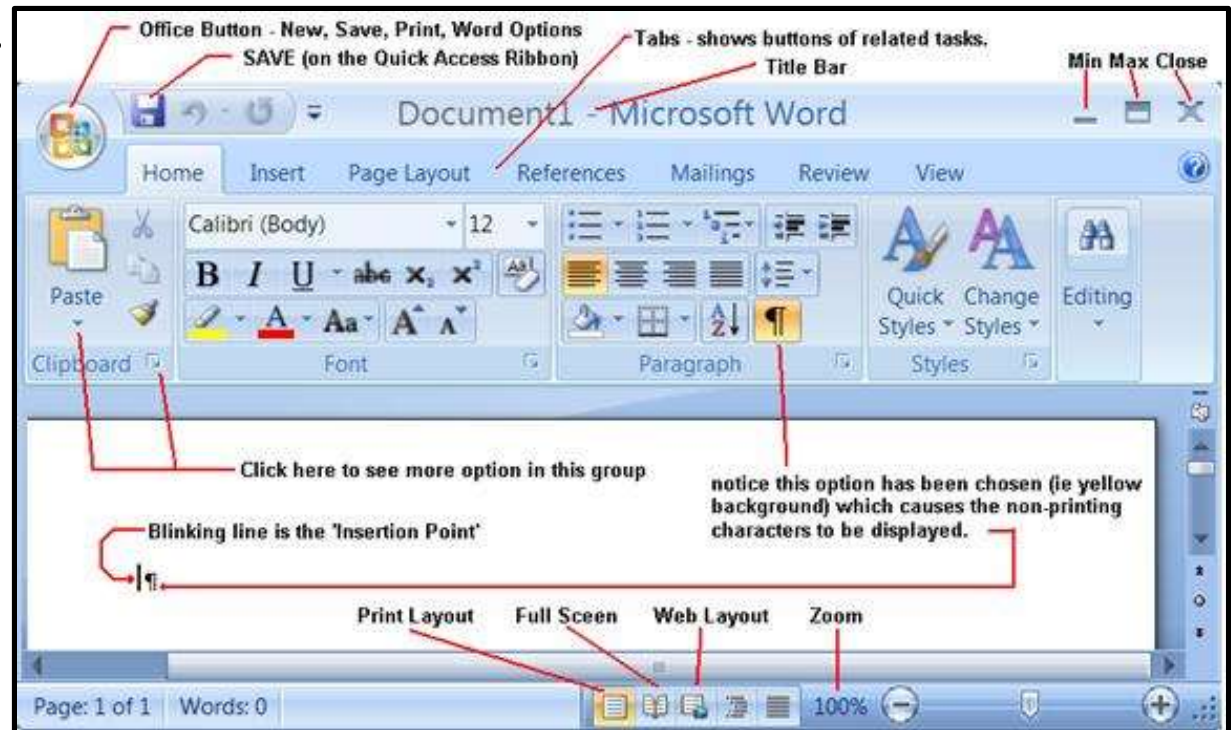 Office Button - New, Save, Print, Word Options
Tabs - shows buttons of related tasks.
SAVE (on the Quick Access Ribbon)
Title Bar
Min Max Close
Document1 - Microsoft Word
Home Insert Page Layout References Mailings Review View
Calibri (Body) 12
B I U abc x₂ x² Aa
Paste
A Aa A A
A Z ¶
Quick Styles
Change Styles
Editing
Clipboard Font Paragraph Styles
Click here to see more option in this group
notice this option has been chosen (ie yellow
background) which causes the non-printing
characters to be displayed.
Blinking line is the 'Insertion Point'
¶
Print Layout Full Sceen Web Layout Zoom
Page: 1 of 1 Words: 0 100%